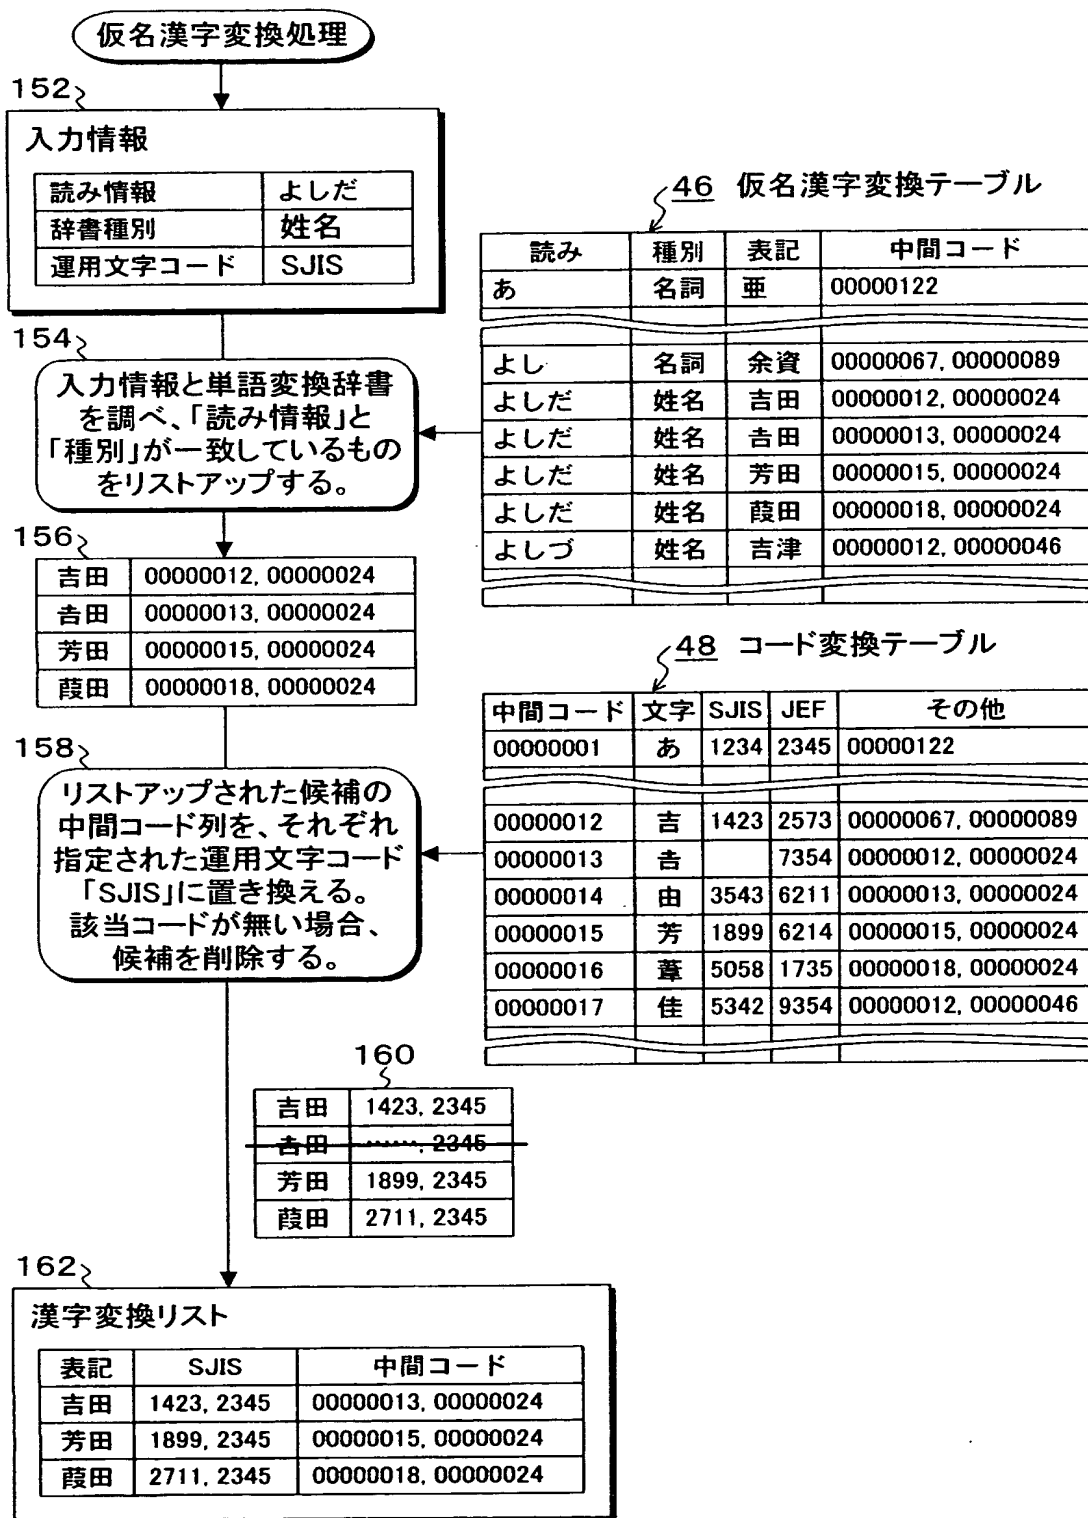 仮名漢字変換処理
152
入力情報
読み情報 よしだ
辞書種別 姓名
運用文字コード SJIS
154
入力情報と単語変換辞書
を調べ、「読み情報」と
「種別」が一致しているもの
をリストアップする。
156
吉田 00000012, 00000024
𠮷田 00000013, 00000024
芳田 00000015, 00000024
葭田 00000018, 00000024
158
リストアップされた候補の
中間コード列を、それぞれ
指定された運用文字コード
「SJIS」に置き換える。
該当コードが無い場合、
候補を削除する。
46 仮名漢字変換テーブル
読み 種別 表記 中間コード
あ 名詞 亜 00000122
よし 名詞 余資 00000067, 00000089
よしだ 姓名 吉田 00000012, 00000024
よしだ 姓名 𠮷田 00000013, 00000024
よしだ 姓名 芳田 00000015, 00000024
よしだ 姓名 葭田 00000018, 00000024
よしづ 姓名 吉津 00000012, 00000046
48 コード変換テーブル
中間コード 文字 SJIS JEF その他
00000001 あ 1234 2345 00000122
00000012 吉 1423 2573 00000067, 00000089
00000013 𠮷 7354 00000012, 00000024
00000014 由 3543 6211 00000013, 00000024
00000015 芳 1899 6214 00000015, 00000024
00000016 葦 5058 1735 00000018, 00000024
00000017 佳 5342 9354 00000012, 00000046
160
吉田 1423, 2345
𠮷田 ……, 2345
芳田 1899, 2345
葭田 2711, 2345
162
漢字変換リスト
表記 SJIS 中間コード
吉田 1423, 2345 00000013, 00000024
芳田 1899, 2345 00000015, 00000024
葭田 2711, 2345 00000018, 00000024